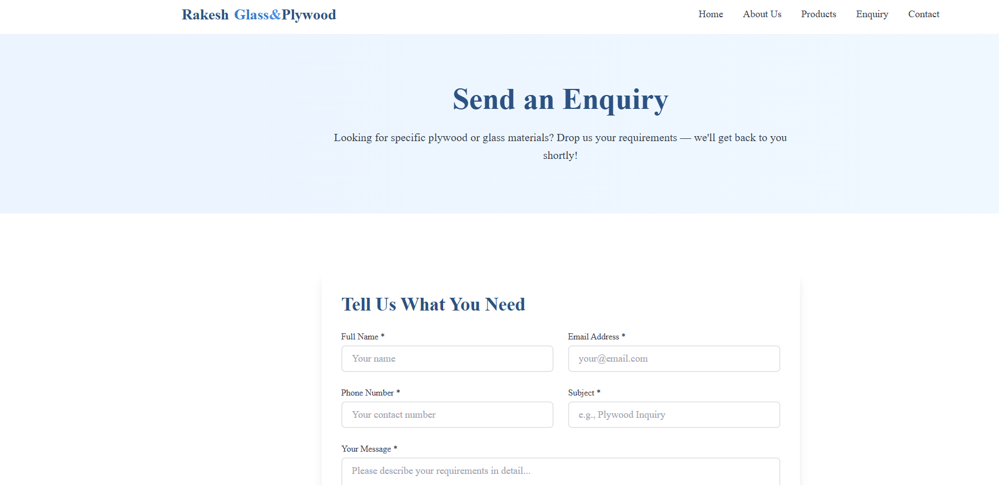 Rakesh Glass&Plywood
Home About Us Products Enquiry Contact
Send an Enquiry
Looking for specific plywood or glass materials? Drop us your requirements — we'll get back to you
shortly!
Tell Us What You Need
Full Name * Email Address *
Your name your@email.com
Phone Number * Subject *
Your contact number e.g., Plywood Inquiry
Your Message *
Please describe your requirements in detail...